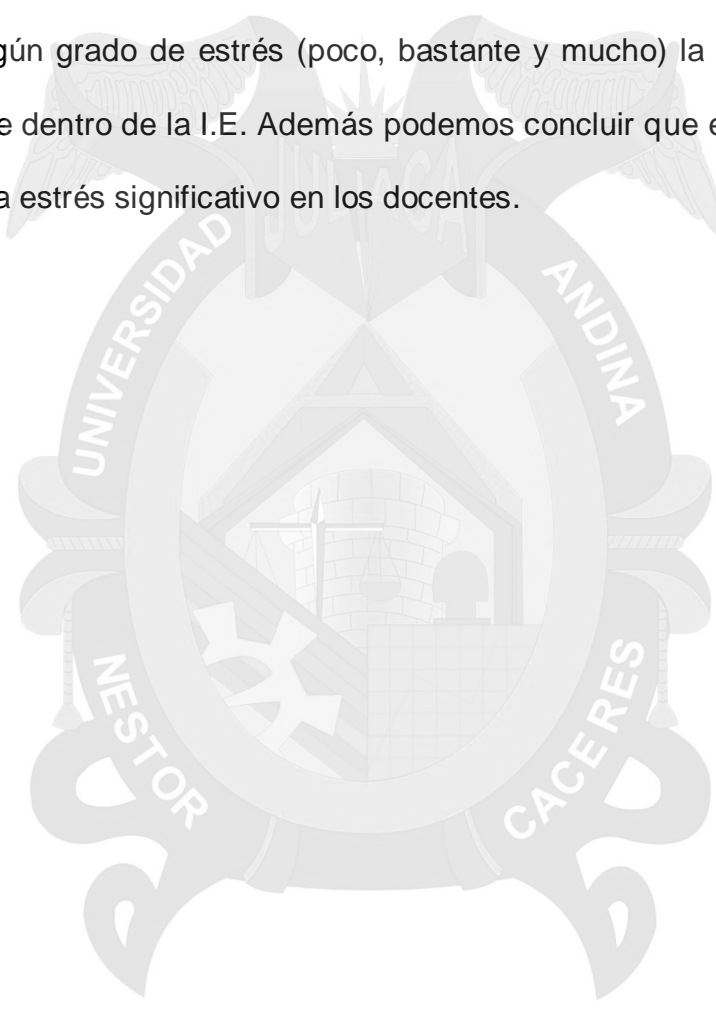 gún grado de estrés (poco, bastante y mucho) la
e dentro de la I.E. Además podemos concluir que e
a estrés significativo en los docentes.
JULIACA
UNIVERSIDAD
ANDINA
NESTOR
CACERES